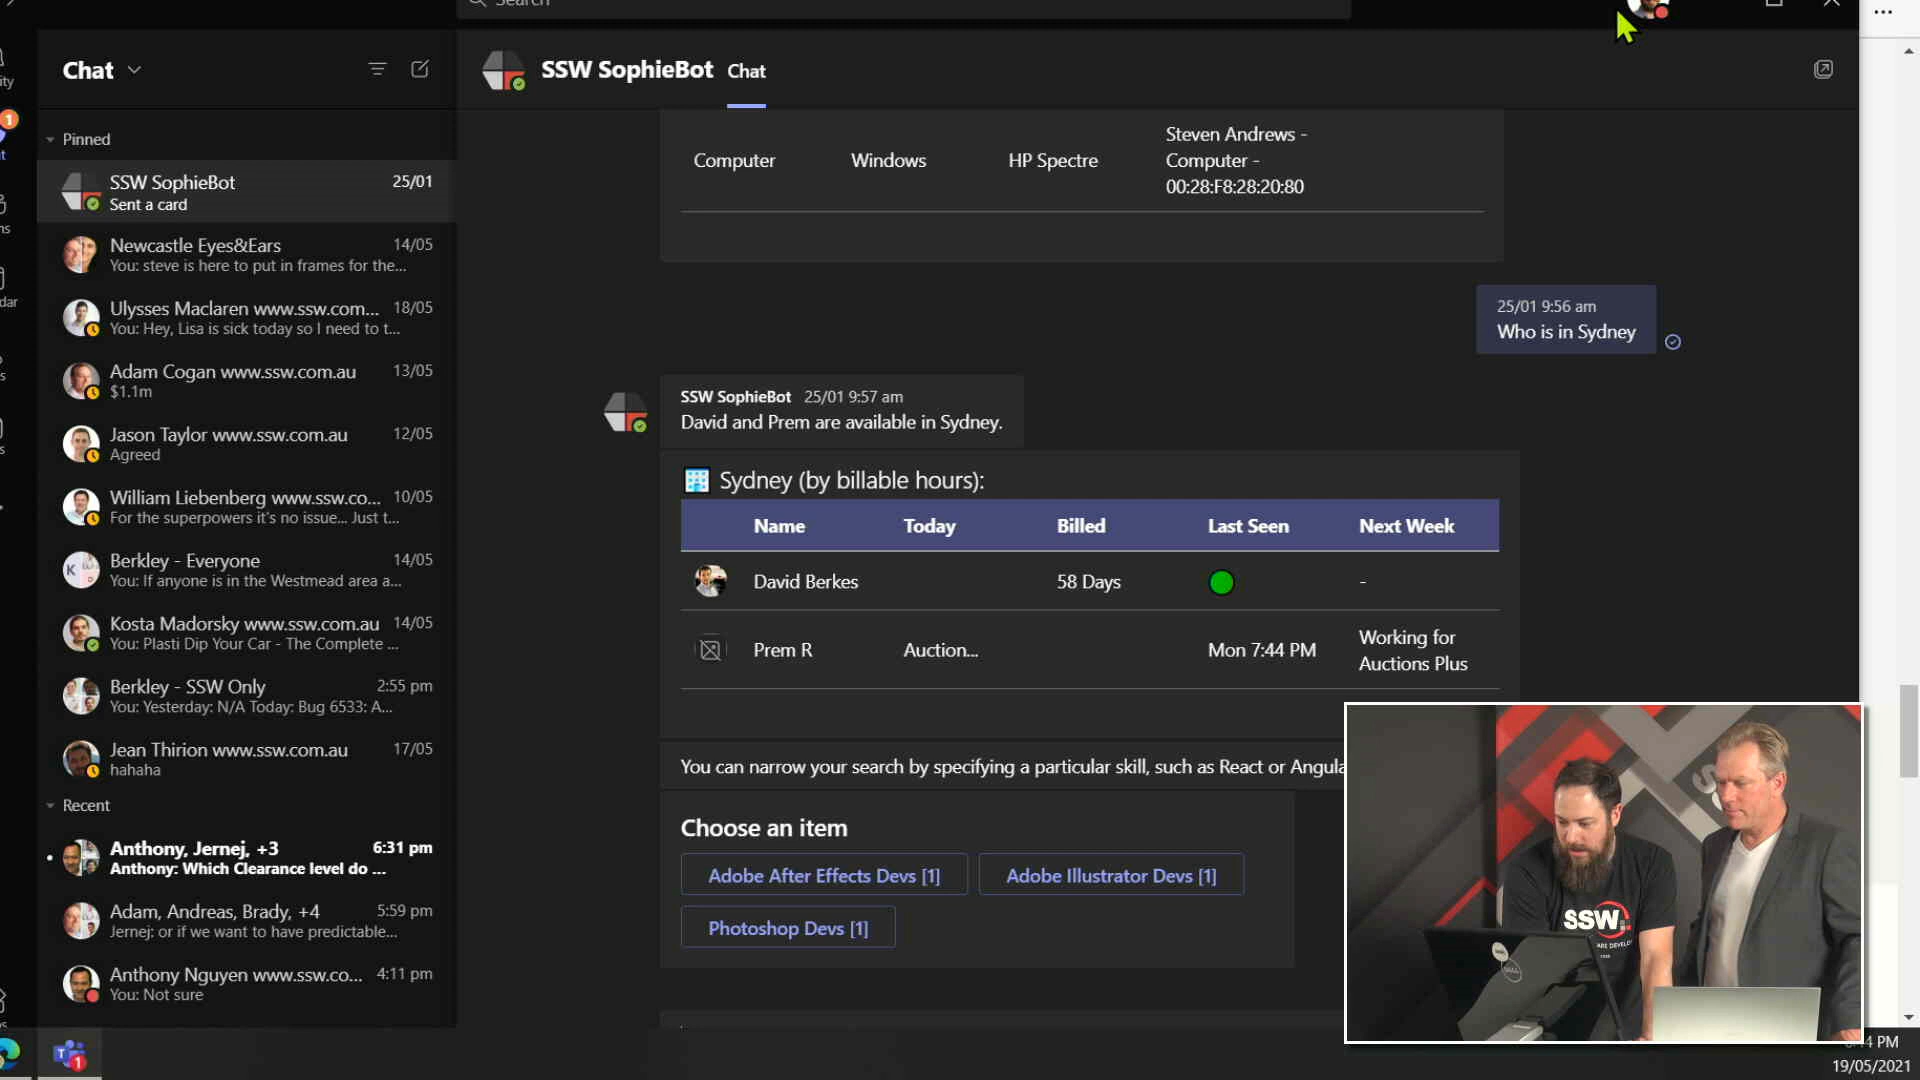 Search
Chat
SSW SophieBot
Chat
Pinned
SSW SophieBot 25/01
Sent a card
Newcastle Eyes&Ears 14/05
You: steve is here to put in frames for the...
Ulysses Maclaren www.ssw.com... 18/05
You: Hey, Lisa is sick today so I need to t...
Adam Cogan www.ssw.com.au 13/05
$1.1m
Jason Taylor www.ssw.com.au 12/05
Agreed
William Liebenberg www.ssw.co... 10/05
For the superpowers it's no issue... Just t...
Berkley - Everyone 14/05
You: If anyone is in the Westmead area a...
Kosta Madorsky www.ssw.com.au 14/05
You: Plasti Dip Your Car - The Complete ...
Berkley - SSW Only 2:55 pm
You: Yesterday: N/A Today: Bug 6533: A...
Jean Thirion www.ssw.com.au 17/05
hahaha
Recent
Anthony, Jernej, +3 6:31 pm
Anthony: Which Clearance level do ...
Adam, Andreas, Brady, +4 5:59 pm
Jernej: or if we want to have predictable...
Anthony Nguyen www.ssw.co... 4:11 pm
You: Not sure
Computer Windows HP Spectre Steven Andrews -
Computer -
00:28:F8:28:20:80
25/01 9:56 am
Who is in Sydney
SSW SophieBot 25/01 9:57 am
David and Prem are available in Sydney.
Sydney (by billable hours):
Name Today Billed Last Seen Next Week
David Berkes 58 Days -
Prem R Auction... Mon 7:44 PM Working for
Auctions Plus
You can narrow your search by specifying a particular skill, such as React or Angula
Choose an item
Adobe After Effects Devs [1]
Adobe Illustrator Devs [1]
Photoshop Devs [1]
SSW
1
1
PM
19/05/2021